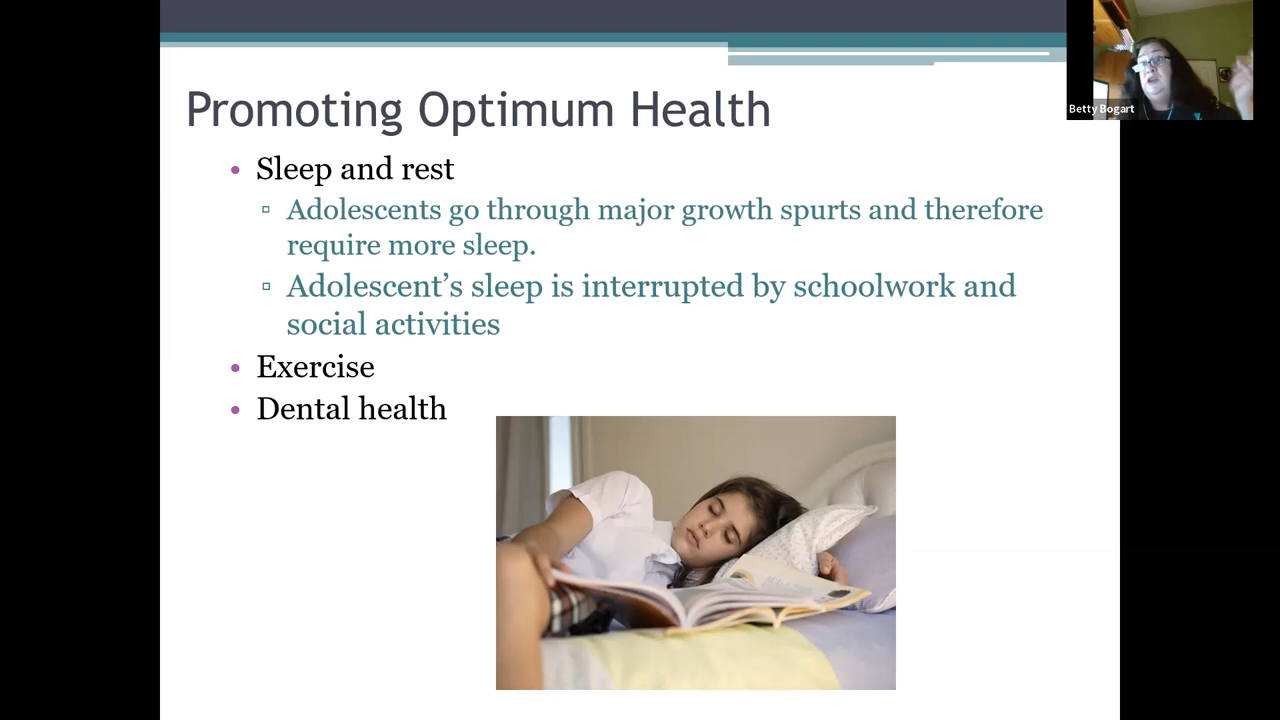 Promoting Optimum Health
Betty Bogart
• Sleep and rest
▫ Adolescents go through major growth spurts and therefore
require more sleep.
▫ Adolescent’s sleep is interrupted by schoolwork and
social activities
• Exercise
• Dental health